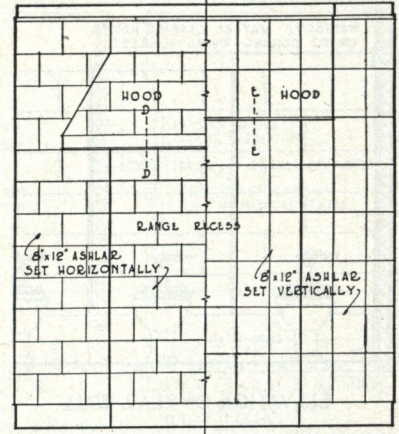 HOOD
D
D
E
HOOD
E
RANGE RECESS
8"x12" ASHLAR
SET HORIZONTALLY
8"x12" ASHLAR
SET VERTICALLY